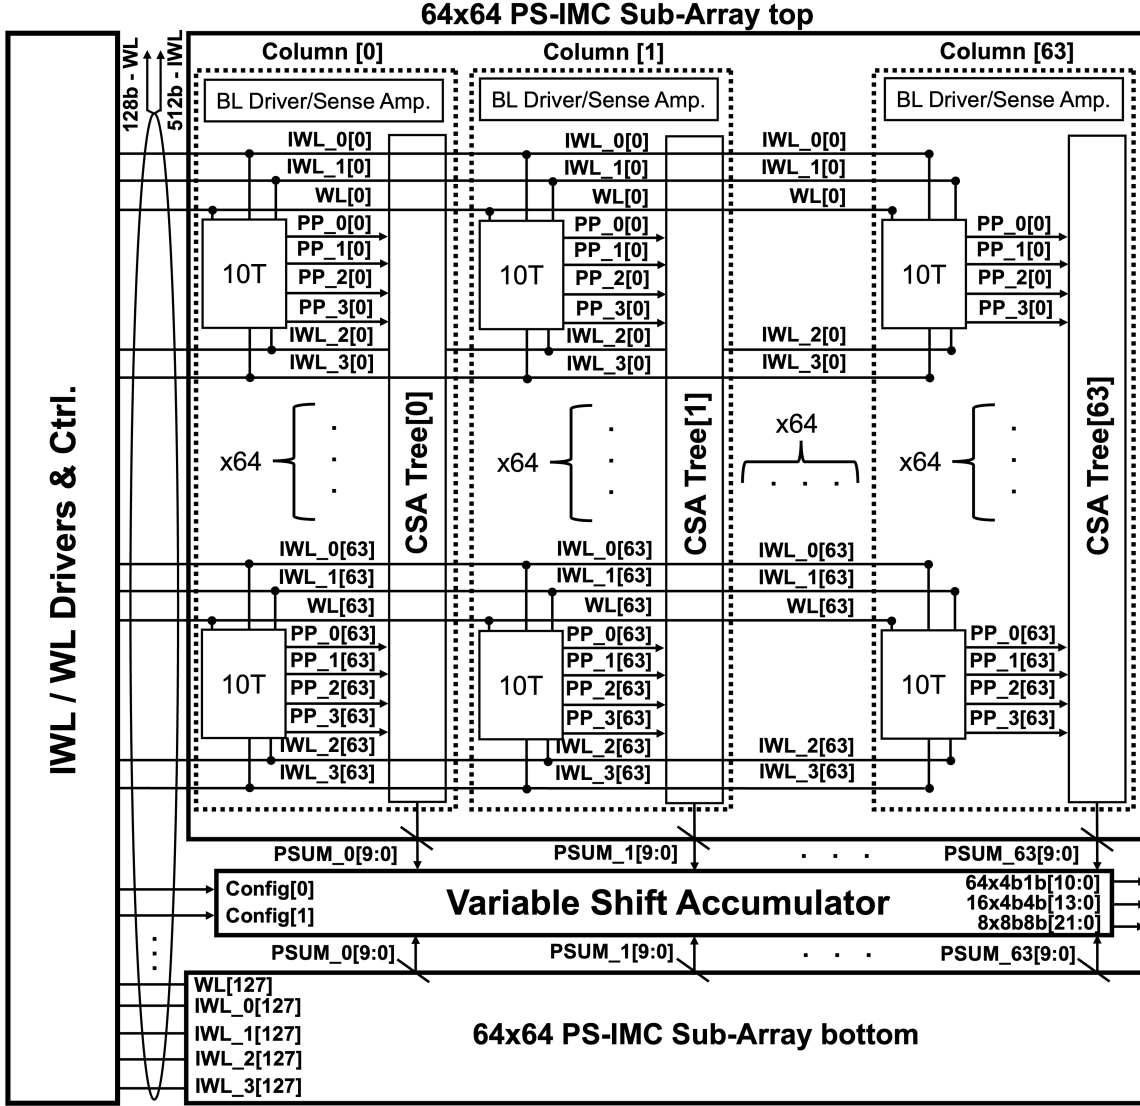 64x64 PS-IMC Sub-Array top
128b - WL
512b - IWL
IWL / WL Drivers & Ctrl.
Column [0] Column [1] Column [63]
BL Driver/Sense Amp. BL Driver/Sense Amp. BL Driver/Sense Amp.
IWL_0[0] IWL_0[0] IWL_0[0]
IWL_1[0] IWL_1[0] IWL_1[0]
WL[0] WL[0] WL[0]
PP_0[0] PP_0[0] PP_0[0]
PP_1[0] PP_1[0] PP_1[0]
10T 10T 10T
PP_2[0] PP_2[0] PP_2[0]
PP_3[0] PP_3[0] PP_3[0]
IWL_2[0] IWL_2[0] IWL_2[0]
IWL_3[0] IWL_3[0] IWL_3[0]
CSA Tree[0] CSA Tree[1] CSA Tree[63]
x64 x64 x64 x64
. . .
IWL_0[63] IWL_0[63] IWL_0[63]
IWL_1[63] IWL_1[63] IWL_1[63]
WL[63] WL[63] WL[63]
PP_0[63] PP_0[63] PP_0[63]
PP_1[63] PP_1[63] PP_1[63]
10T 10T 10T
PP_2[63] PP_2[63] PP_2[63]
PP_3[63] PP_3[63] PP_3[63]
IWL_2[63] IWL_2[63] IWL_2[63]
IWL_3[63] IWL_3[63] IWL_3[63]
PSUM_0[9:0] PSUM_1[9:0] . . . PSUM_63[9:0]
Config[0]
Config[1]
Variable Shift Accumulator
64x4b1b[10:0]
16x4b4b[13:0]
8x8b8b[21:0]
PSUM_0[9:0] PSUM_1[9:0] . . . PSUM_63[9:0]
WL[127]
IWL_0[127]
IWL_1[127]
IWL_2[127]
IWL_3[127]
64x64 PS-IMC Sub-Array bottom